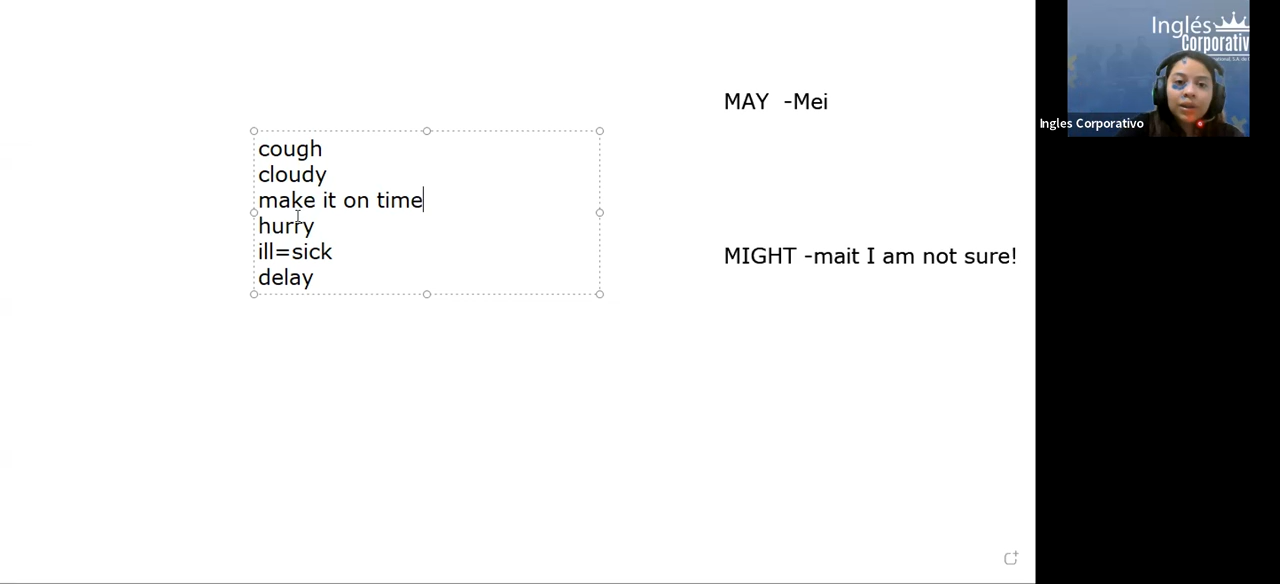 cough
cloudy
make it on time
hurry
ill=sick
delay
MAY -Mei
MIGHT -mait I am not sure!
Inglés
Corporativ
Ingles Corporativo